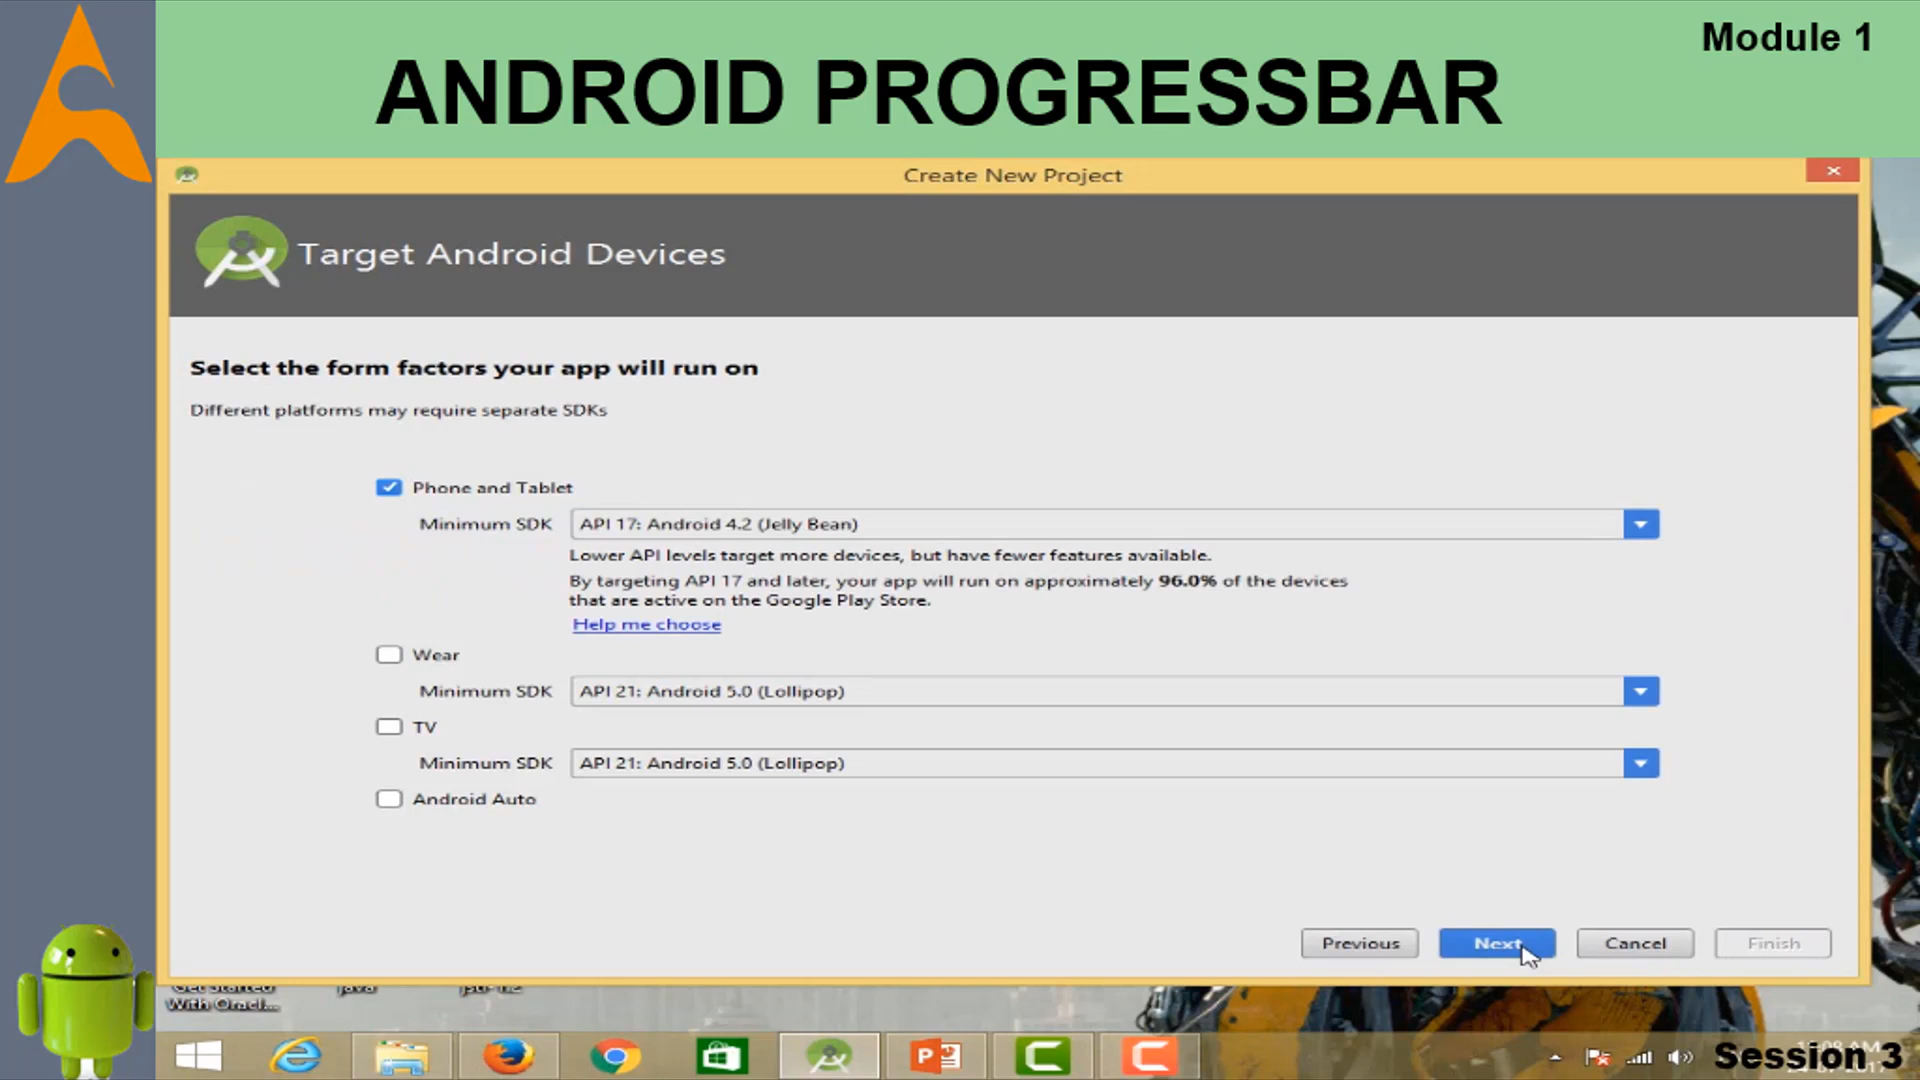 Module 1
ANDROID PROGRESSBAR
Create New Project
Target Android Devices
Select the form factors your app will run on
Different platforms may require separate SDKs
Phone and Tablet
Minimum SDK API 17: Android 4.2 (Jelly Bean)
Lower API levels target more devices, but have fewer features available.
By targeting API 17 and later, your app will run on approximately 96.0% of the devices
that are active on the Google Play Store.
Help me choose
Wear
Minimum SDK API 21: Android 5.0 (Lollipop)
TV
Minimum SDK API 21: Android 5.0 (Lollipop)
Android Auto
Previous Next Cancel Finish
Get Started java
With Oracl...
Session 3